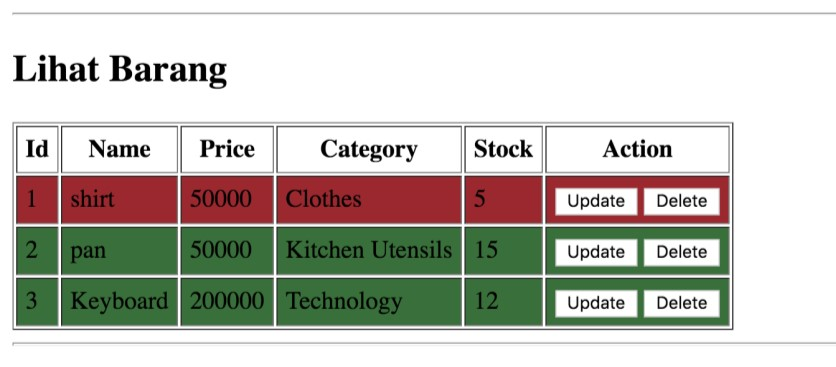 Lihat Barang
Id Name Price Category Stock Action
1 shirt 50000 Clothes 5 Update Delete
2 pan 50000 Kitchen Utensils 15 Update Delete
3 Keyboard 200000 Technology 12 Update Delete